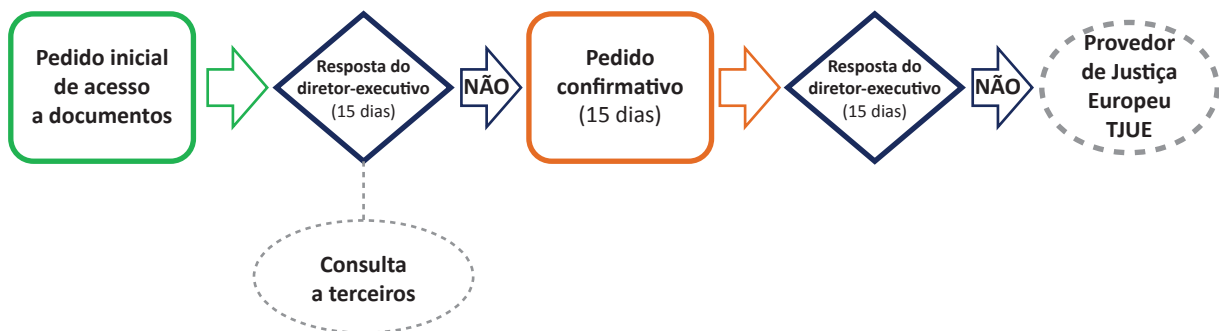 Pedido inicial
de acesso
a documentos
Resposta do
diretor-executivo
(15 dias)
NÃO
Pedido
confirmativo
(15 dias)
Resposta do
diretor-executivo
(15 dias)
NÃO
Provedor
de Justiça
Europeu
TJUE
Consulta
a terceiros